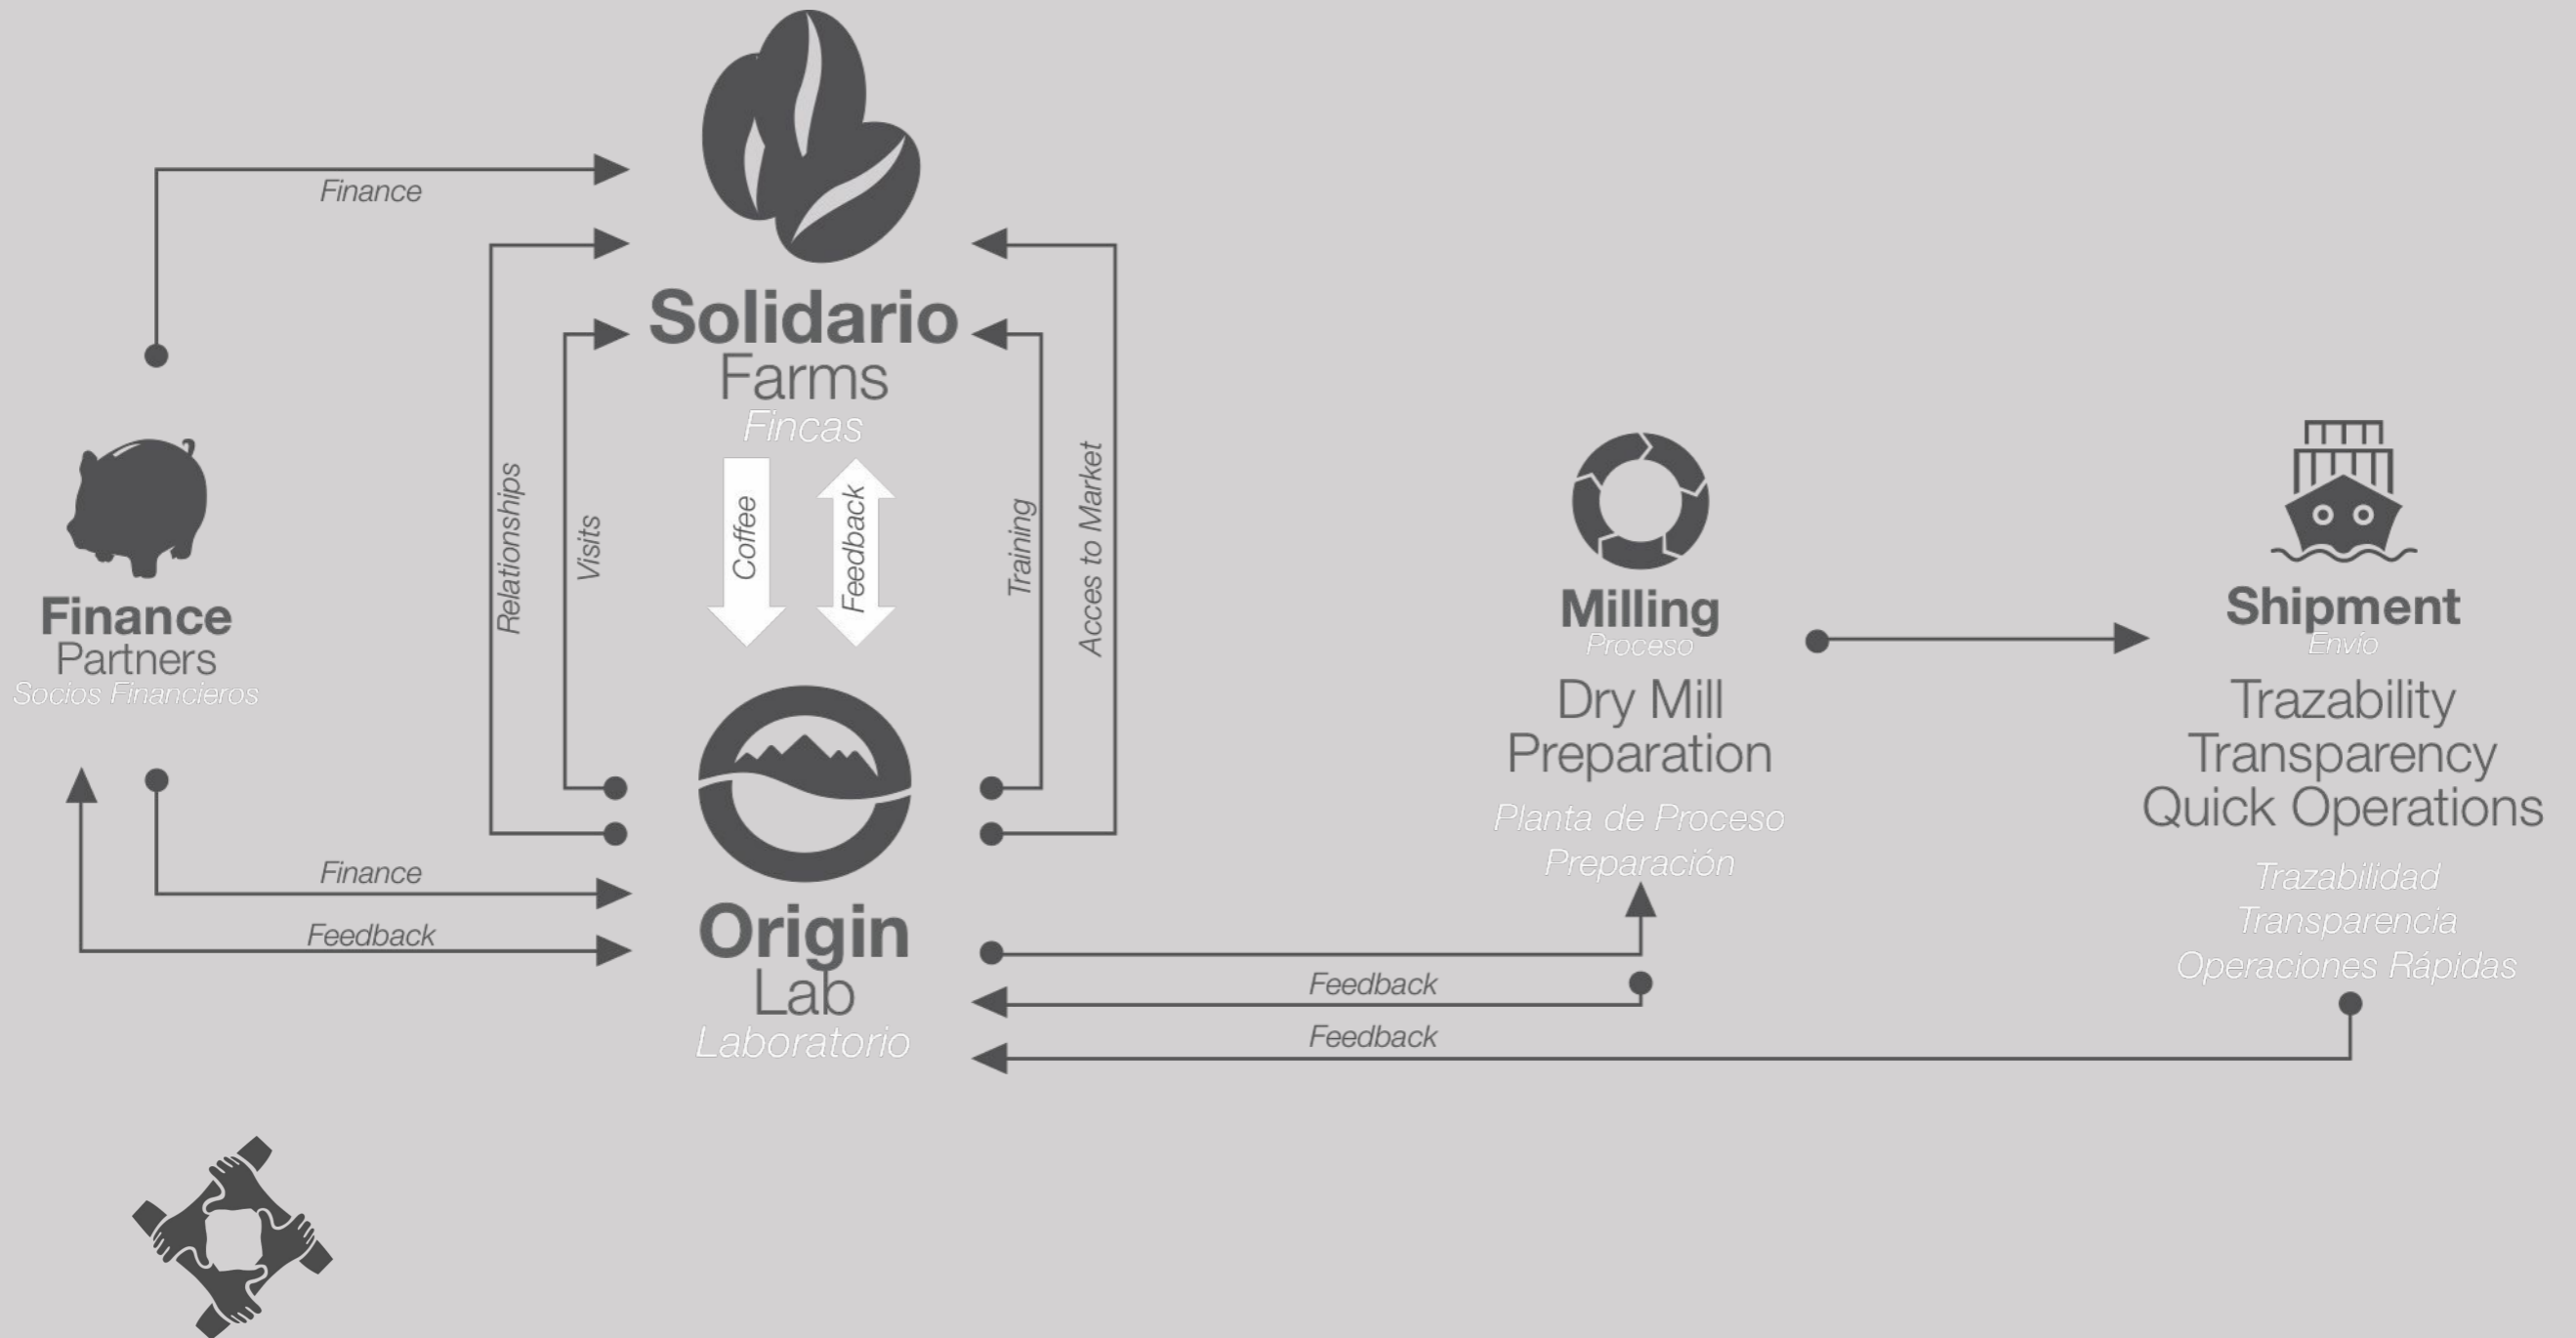 Finance
Solidario
Farms
Fincas
Finance
Partners
Socios Financieros
Relationships
Visits
Coffee
Feedback
Training
Acces to Market
Finance
Feedback
Origin
Lab
Laboratorio
Milling
Proceso
Dry Mill
Preparation
Planta de Proceso
Preparación
Feedback
Feedback
Shipment
Envío
Trazability
Transparency
Quick Operations
Trazabilidad
Transparencia
Operaciones Rápidas